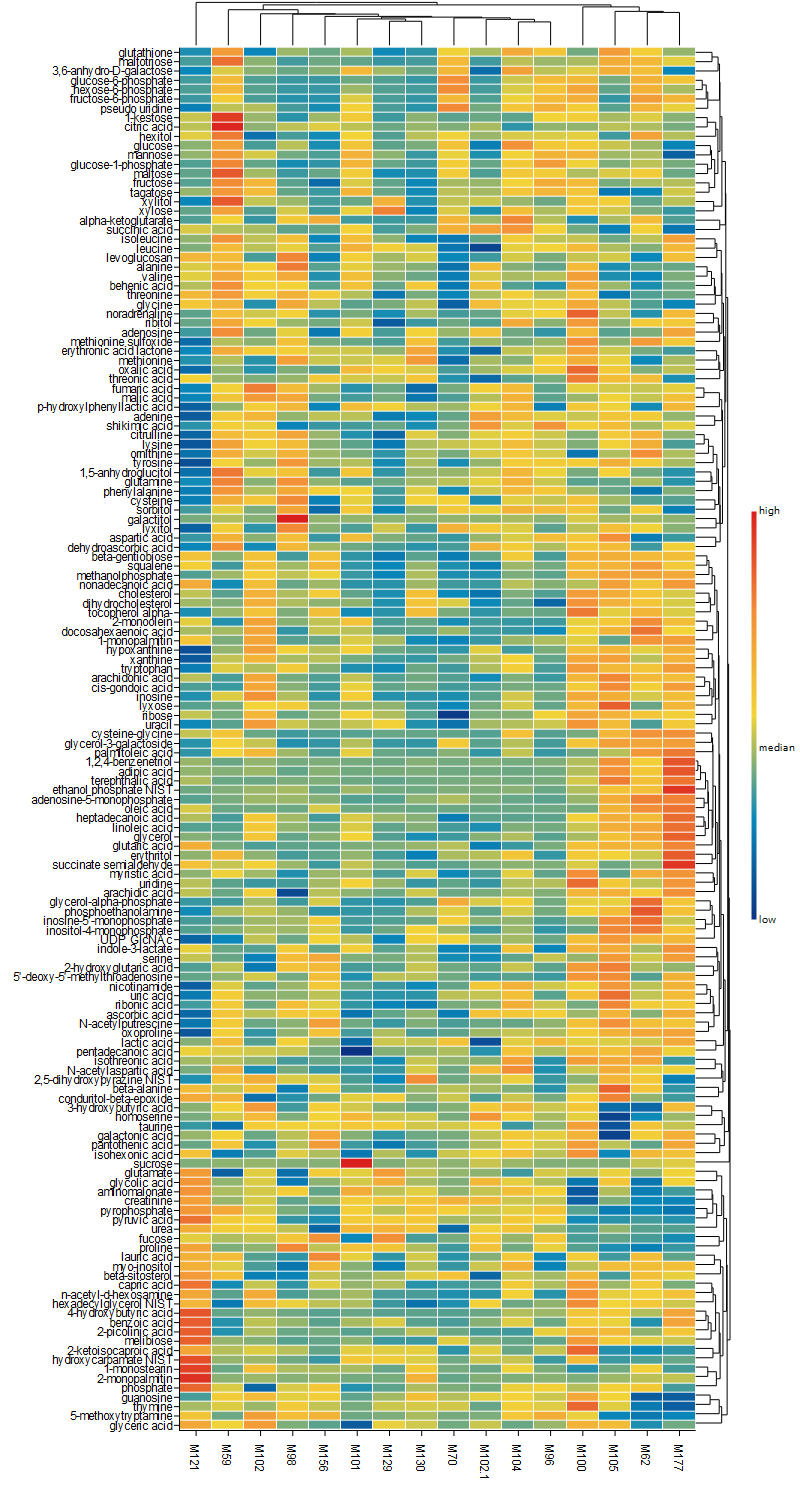 glutathione
maltotriose
3,6-anhydro-D-galactose
glucose-6-phosphate
hexose-6-phosphate
fructose-6-phosphate
pseudo uridine
1-kestose
citric acid
hexitol
glucose
mannose
glucose-1-phosphate
maltose
fructose
tagatose
xylitol
xylose
alpha-ketoglutarate
succinic acid
isoleucine
leucine
levoglucosan
alanine
valine
behenic acid
threonine
glycine
noradrenaline
ribitol
adenosine
methionine sulfoxide
erythronic acid lactone
methionine
oxalic acid
threonic acid
fumaric acid
malic acid
p-hydroxylphenyllactic acid
adenine
shikimic acid
citrulline
lysine
ornithine
tyrosine
1,5-anhydroglucitol
glutamine
phenylalanine
cysteine
sorbitol
galactitol
lyxitol
aspartic acid
dehydroascorbic acid
beta-gentiobiose
squalene
methanolphosphate
nonadecanoic acid
cholesterol
dihydrocholesterol
tocopherol alpha-
2-monoolein
docosahexaenoic acid
1-monopalmitin
hypoxanthine
xanthine
tryptophan
arachidonic acid
cis-gondoic acid
inosine
lyxose
ribose
uracil
cysteine-glycine
glycerol-3-galactoside
palmitoleic acid
1,2,4-benzenetriol
adipic acid
terephthalic acid
ethanol phosphate NIST
adenosine-5-monophosphate
oleic acid
heptadecanoic acid
linoleic acid
glycerol
glutaric acid
erythritol
succinate semialdehyde
myristic acid
uridine
arachidic acid
glycerol-alpha-phosphate
phosphoethanolamine
inosine-5'-monophosphate
inositol-4-monophosphate
UDP GlcNAc
indole-3-lactate
serine
2-hydroxyglutaric acid
5'-deoxy-5'-methylthioadenosine
nicotinamide
uric acid
ribonic acid
ascorbic acid
N-acetylputrescine
oxoproline
lactic acid
pentadecanoic acid
isothreonic acid
N-acetylaspartic acid
2,5-dihydroxypyrazine NIST
beta-alanine
conduritol-beta-epoxide
3-hydroxybutyric acid
homoserine
taurine
galactonic acid
pantothenic acid
isohexonic acid
sucrose
glutamate
glycolic acid
aminomalonate
creatinine
pyrophosphate
pyruvic acid
urea
fucose
proline
lauric acid
myo-inositol
beta-sitosterol
capric acid
n-acetyl-d-hexosamine
hexadecylglycerol NIST
4-hydroxybutyric acid
benzoic acid
2-picolinic acid
melibiose
2-ketoisocaproic acid
hydroxycarbamate NIST
1-monostearin
2-monopalmitin
phosphate
guanosine
thymine
5-methoxytryptamine
glyceric acid
M121
M59
M102
M98
M156
M101
M129
M130
M70
M102.1
M104
M96
M100
M105
M62
M177
high
median
low